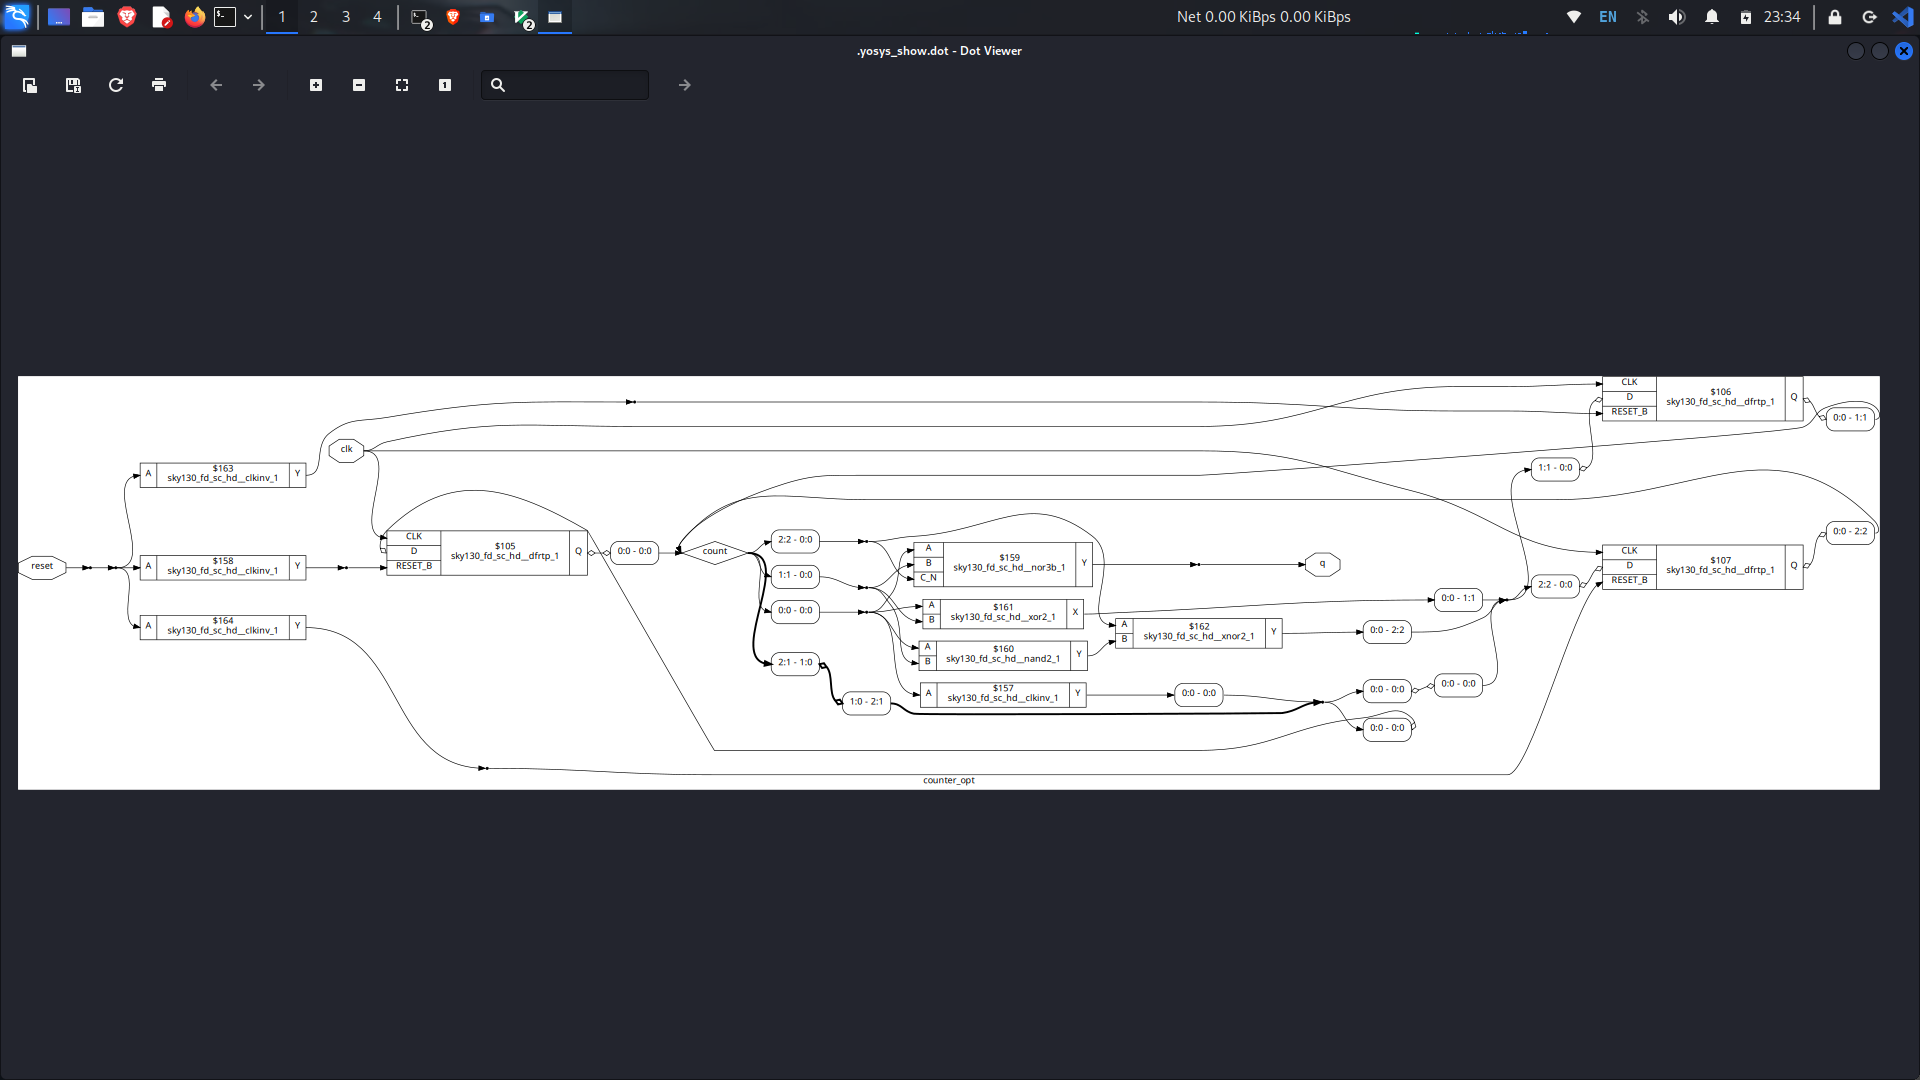 1 2 3 4 2 2 Net 0.00 KiBps 0.00 KiBps EN 23:34
.yosys_show.dot - Dot Viewer
1
CLK
D
RESET_B
$106
sky130_fd_sc_hd__dfrtp_1
Q
0:0 - 1:1
clk
A
$163
sky130_fd_sc_hd__clkinv_1
Y
1:1 - 0:0
reset
A
$158
sky130_fd_sc_hd__clkinv_1
Y
CLK
D
RESET_B
$105
sky130_fd_sc_hd__dfrtp_1
Q
0:0 - 0:0
count
2:2 - 0:0
1:1 - 0:0
0:0 - 0:0
2:1 - 1:0
1:0 - 2:1
A
B
C_N
$159
sky130_fd_sc_hd__nor3b_1
Y
q
A
B
$161
sky130_fd_sc_hd__xor2_1
X
0:0 - 1:1
A
B
$162
sky130_fd_sc_hd__xnor2_1
Y
0:0 - 2:2
A
B
$160
sky130_fd_sc_hd__nand2_1
Y
A
$157
sky130_fd_sc_hd__clkinv_1
Y
0:0 - 0:0
0:0 - 0:0
0:0 - 0:0
0:0 - 0:0
2:2 - 0:0
CLK
D
RESET_B
$107
sky130_fd_sc_hd__dfrtp_1
Q
0:0 - 2:2
A
$164
sky130_fd_sc_hd__clkinv_1
Y
counter_opt